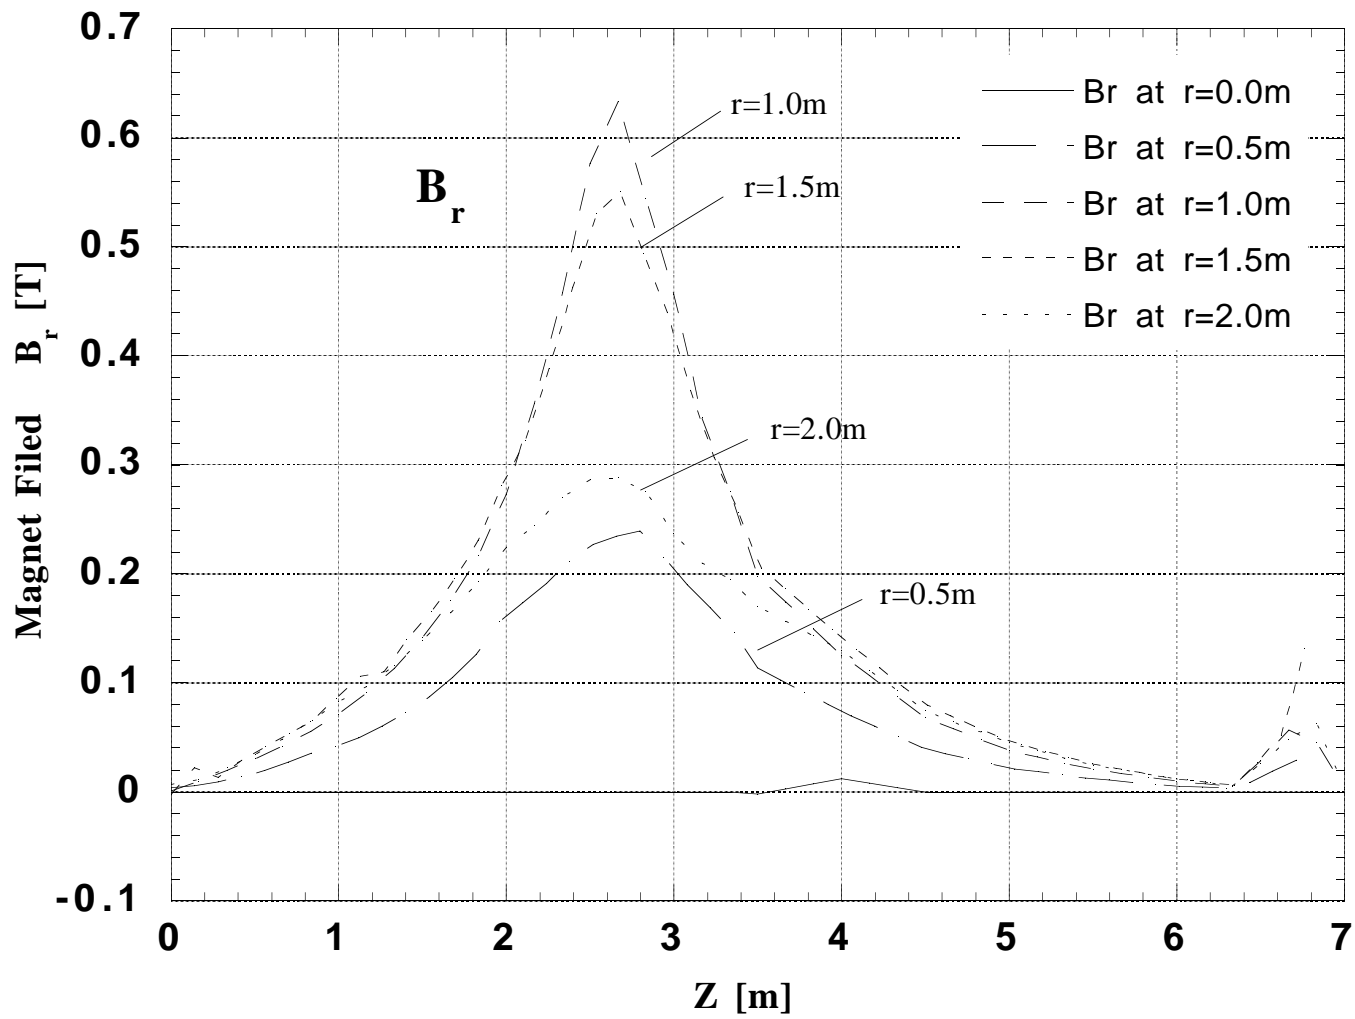 0.7
0.6
0.5
0.4
0.3
0.2
0.1
0
-0.1
Magnet Filed Br [T]
Br
r=1.0m
r=1.5m
r=2.0m
r=0.5m
Br at r=0.0m
Br at r=0.5m
Br at r=1.0m
Br at r=1.5m
Br at r=2.0m
0 1 2 3 4 5 6 7
Z [m]